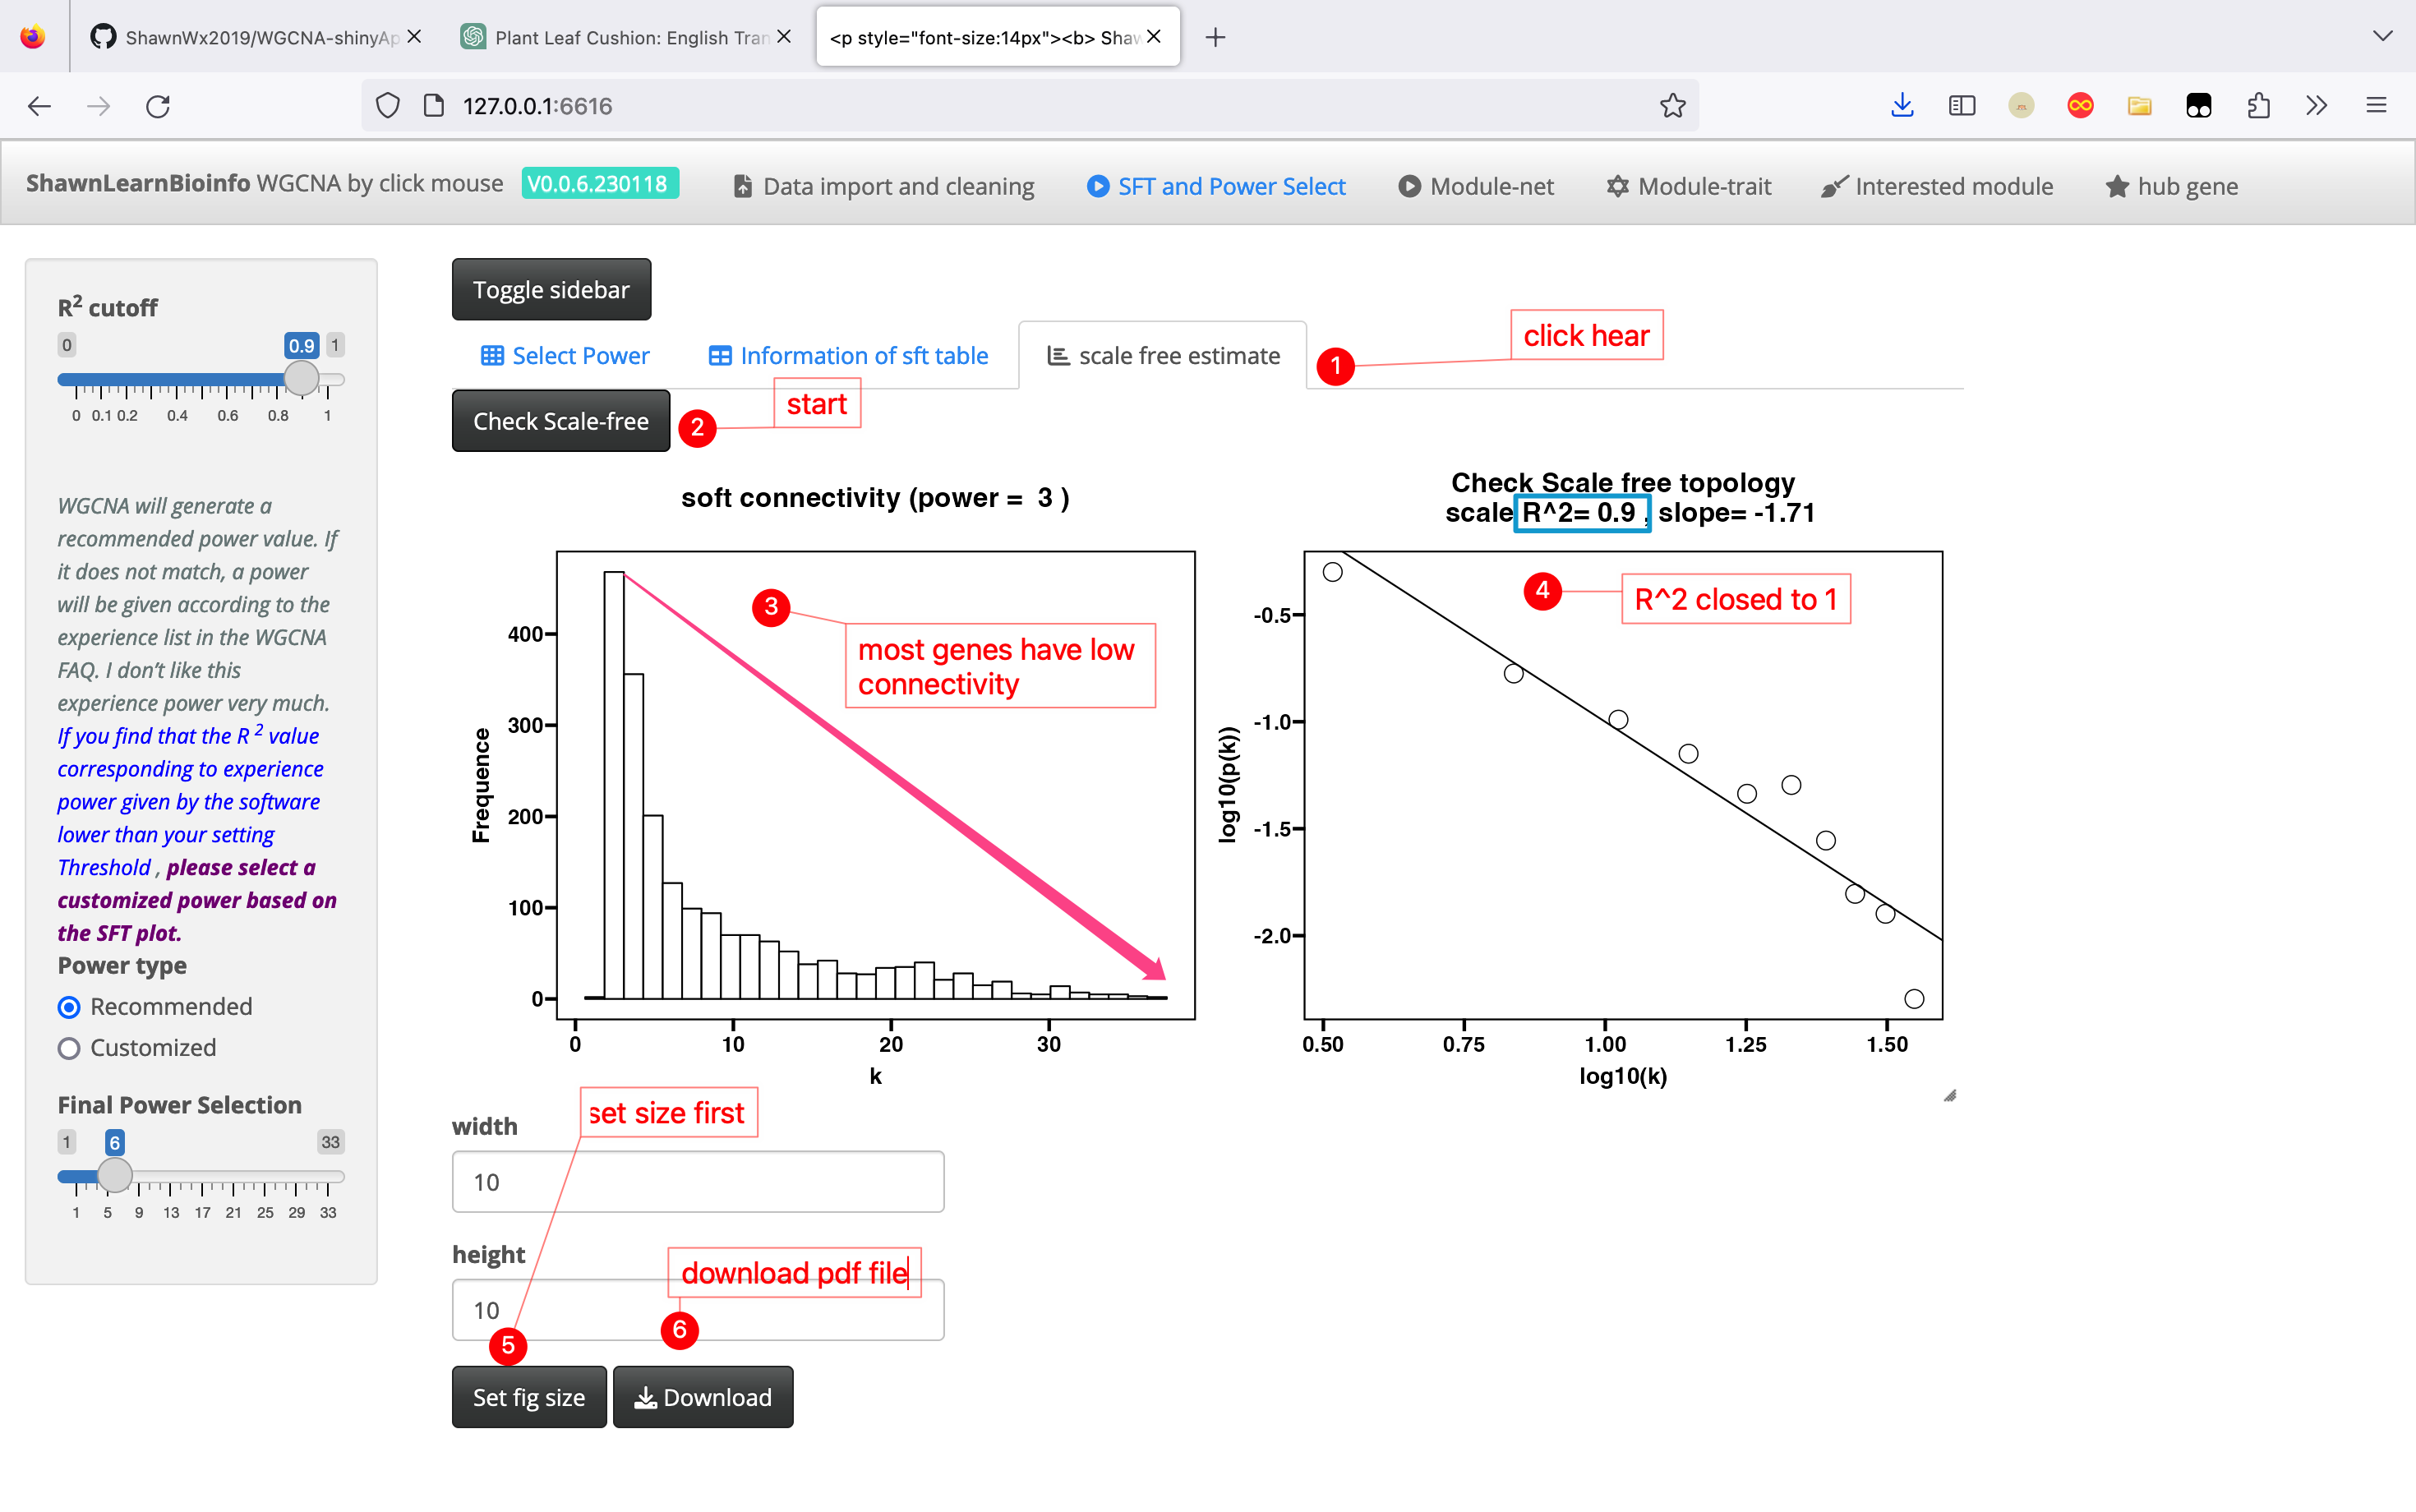 ShawnWx2019/WGCNA-shinyAp
Plant Leaf Cushion: English Tran
<p style="font-size:14px"><b> Shaw
127.0.0.1:6616
ShawnLearnBioinfo WGCNA by click mouse V0.0.6.230118
Data import and cleaning
SFT and Power Select
Module-net
Module-trait
Interested module
hub gene
R² cutoff
0 0.9 1
0 0.1 0.2 0.4 0.6 0.8 1
WGCNA will generate a
recommended power value. If
it does not match, a power
will be given according to the
experience list in the WGCNA
FAQ. I don’t like this
experience power very much.
If you find that the R ² value
corresponding to experience
power given by the software
lower than your setting
Threshold , please select a
customized power based on
the SFT plot.
Power type
Recommended
Customized
Final Power Selection
1 6 33
1 5 9 13 17 21 25 29 33
Toggle sidebar
Select Power
Information of sft table
scale free estimate
1
click hear
Check Scale-free
2
start
soft connectivity (power = 3 )
Frequence
400
300
200
100
0
0 10 20 30
k
3
most genes have low
connectivity
Check Scale free topology
scale R^2= 0.9 , slope= -1.71
log10(p(k))
-0.5
-1.0
-1.5
-2.0
0.50 0.75 1.00 1.25 1.50
log10(k)
4
R^2 closed to 1
set size first
width
10
height
10
download pdf file
5
6
Set fig size
Download